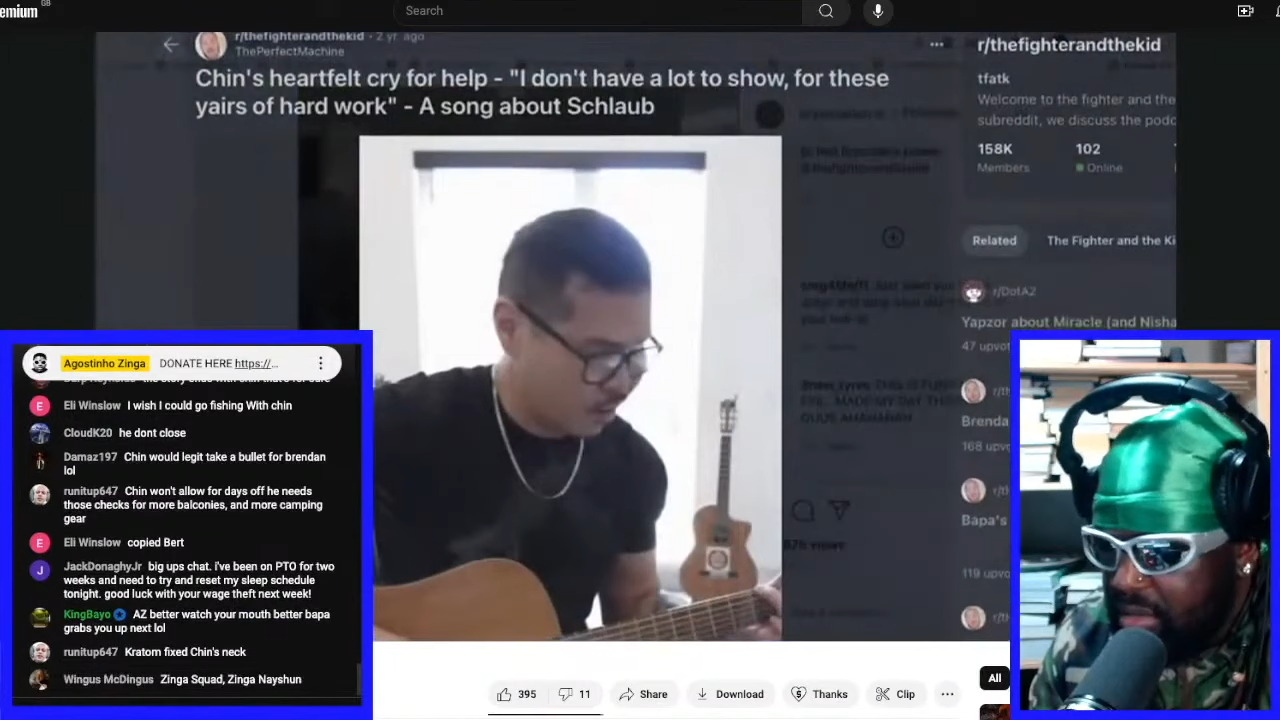 emium GB
Search
r/thefighterandthekid • 2 yr. ago
ThePerfectMachine
Chin's heartfelt cry for help - "I don't have a lot to show, for these
yairs of hard work" - A song about Schlaub
r/thefighterandthekid
tfatk
Welcome to the fighter and the
subreddit, we discuss the podc
158K
102
Members
Online
Related
The Fighter and the Ki
r/DotA2
Yapzor about Miracle (and Nisha
47 upvo
r/th
Brenda
168 upvo
r/t
Bapa's
119 upvo
Agostinho Zinga DONATE HERE https://...
Eli Winslow I wish I could go fishing With chin
CloudK20 he dont close
Damaz197 Chin would legit take a bullet for brendan
lol
runitup647 Chin won't allow for days off he needs
those checks for more balconies, and more camping
gear
Eli Winslow copied Bert
JackDonaghyJr big ups chat. i've been on PTO for two
weeks and need to try and reset my sleep schedule
tonight. good luck with your wage theft next week!
KingBayo AZ better watch your mouth better bapa
grabs you up next lol
runitup647 Kratom fixed Chin's neck
Wingus McDingus Zinga Squad, Zinga Nayshun
395
11
Share
Download
Thanks
Clip
All